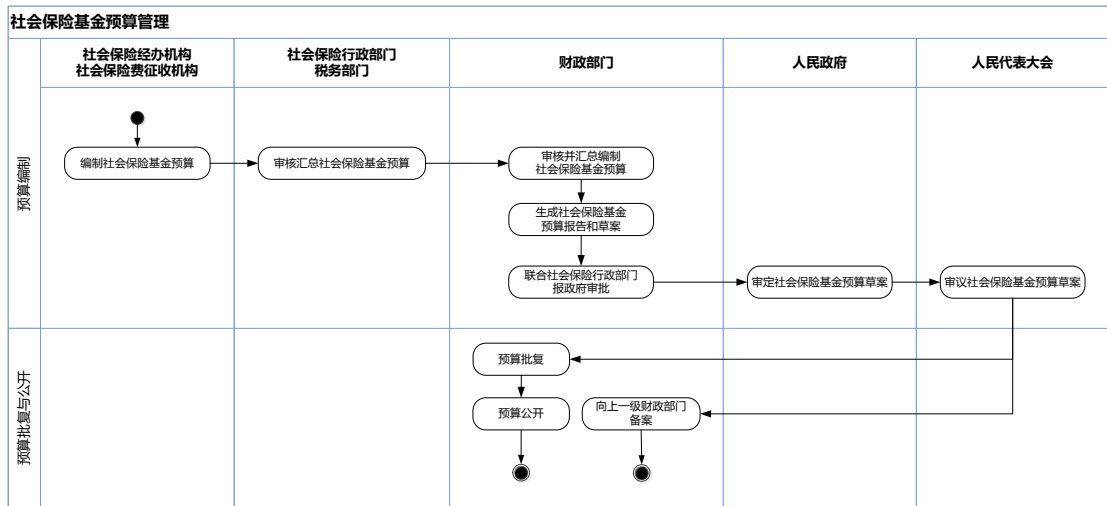 社会保险基金预算管理
社会保险经办机构
社会保险费征收机构
社会保险行政部门
税务部门
财政部门
人民政府
人民代表大会
预算编制
编制社会保险基金预算
审核汇总社会保险基金预算
审核并汇总编制
社会保险基金预算
生成社会保险基金
预算报告和草案
联合社会保险行政部门
报政府审批
审定社会保险基金预算草案
审议社会保险基金预算草案
预算批复与公开
预算批复
预算公开
向上一级财政部门
备案